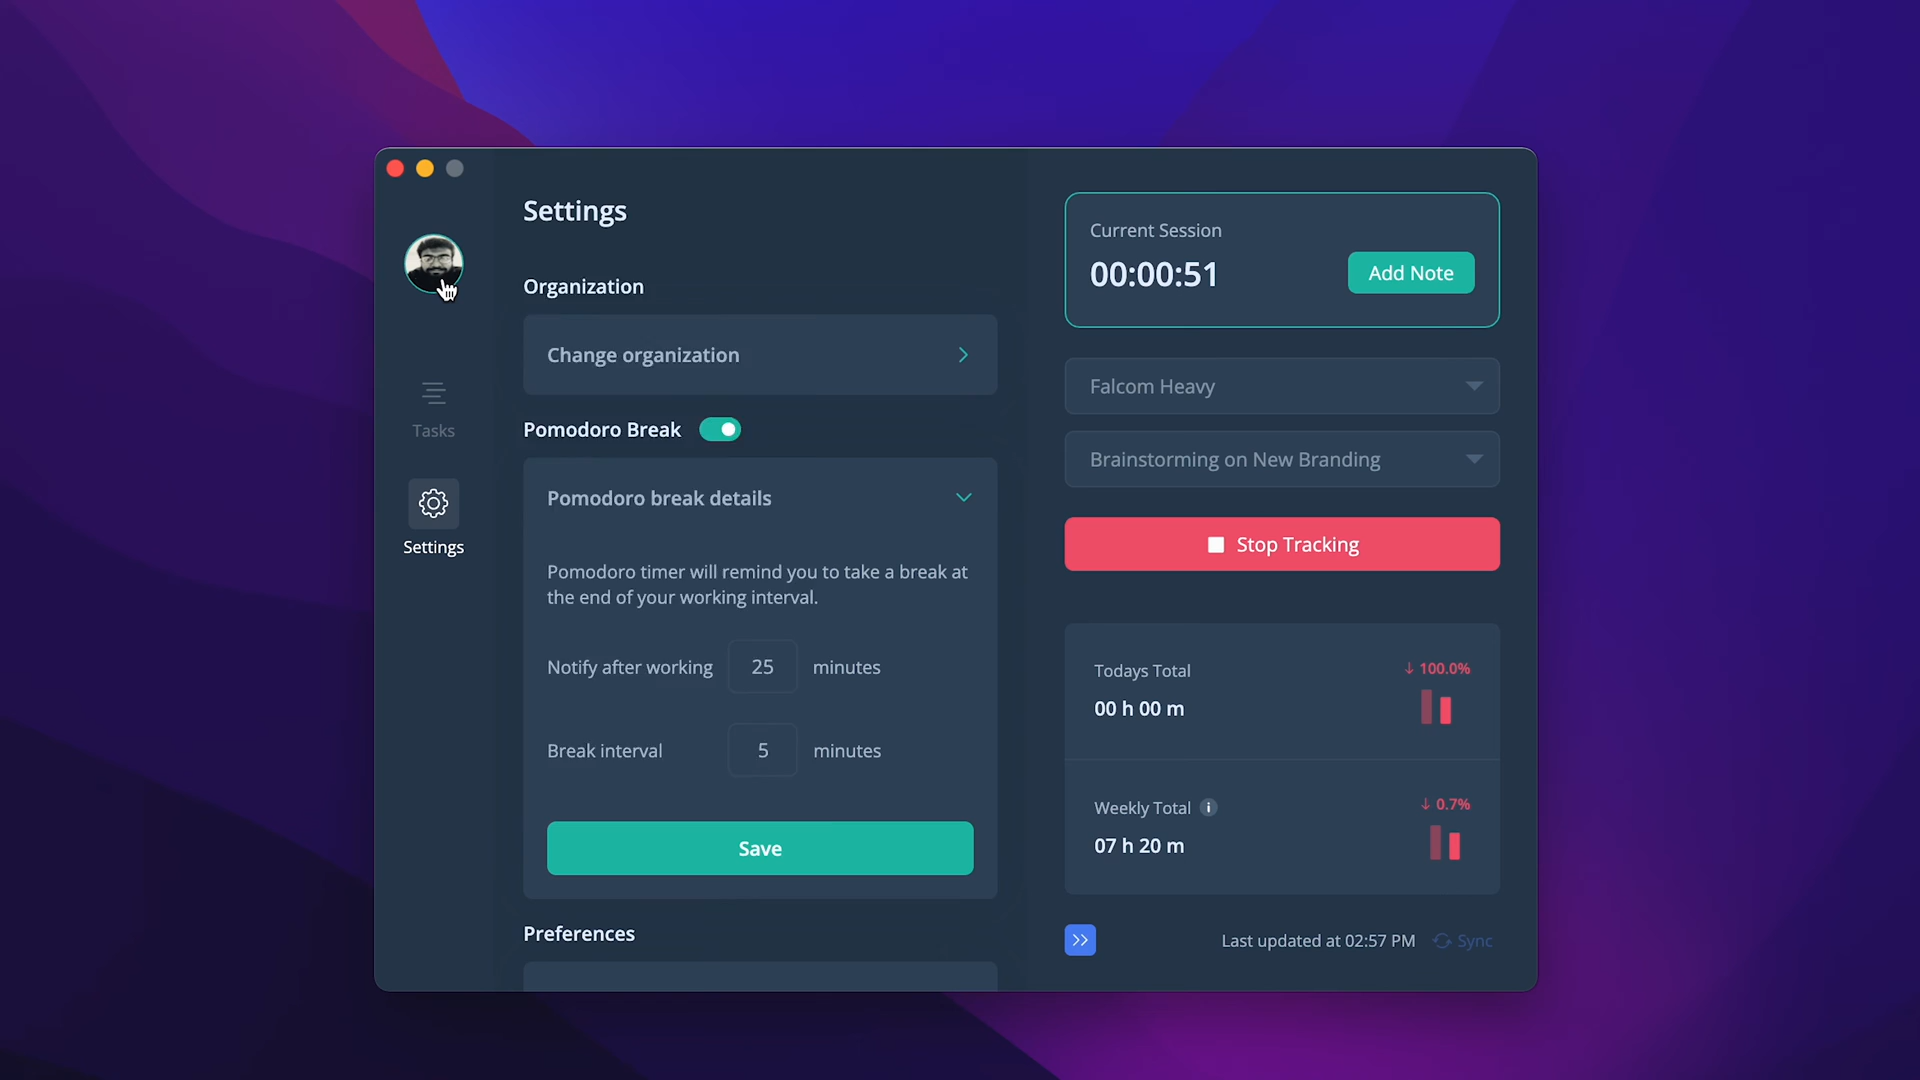 Settings
Organization
Change organization
Pomodoro Break
Pomodoro break details
Pomodoro timer will remind you to take a break at
the end of your working interval.
Notify after working 25 minutes
Break interval 5 minutes
Save
Preferences
Tasks
Settings
Current Session
00:00:51
Add Note
Falcom Heavy
Brainstorming on New Branding
Stop Tracking
Todays Total
↓ 100.0%
00 h 00 m
Weekly Total i
↓ 0.7%
07 h 20 m
Last updated at 02:57 PM Sync